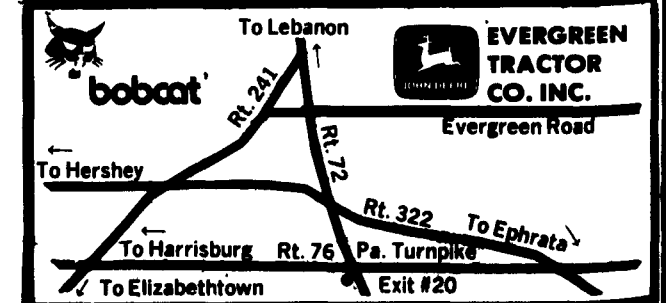 To Lebanon
bobcat
EVERGREEN
TRACTOR
CO. INC.
JOHN DEERE
Rt. 241
Evergreen Road
Rt. 72
To Hershey
Rt. 322
To Ephrata
To Harrisburg
Rt. 76
Pa. Turnpike
To Elizabethtown
Exit #20